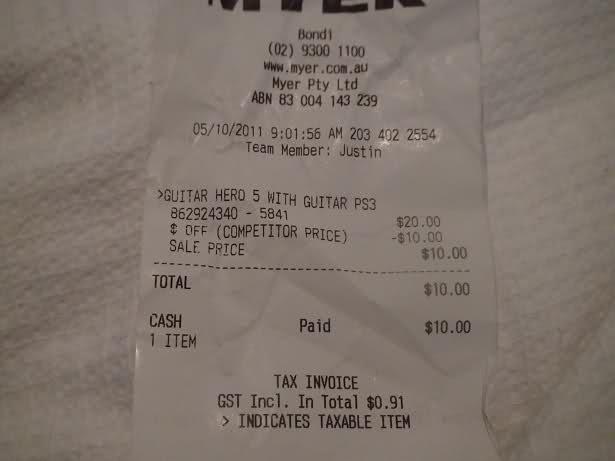 MYER
Bondi
(02) 9300 1100
www.myer.com.au
Myer Pty Ltd
ABN 83 004 143 239
05/10/2011 9:01:56 AM 203 402 2554
Team Member: Justin
>GUITAR HERO 5 WITH GUITAR PS3
862924340 - 5841 $20.00
$ OFF (COMPETITOR PRICE) -$10.00
SALE PRICE $10.00
TOTAL $10.00
CASH Paid $10.00
1 ITEM
TAX INVOICE
GST Incl. In Total $0.91
> INDICATES TAXABLE ITEM